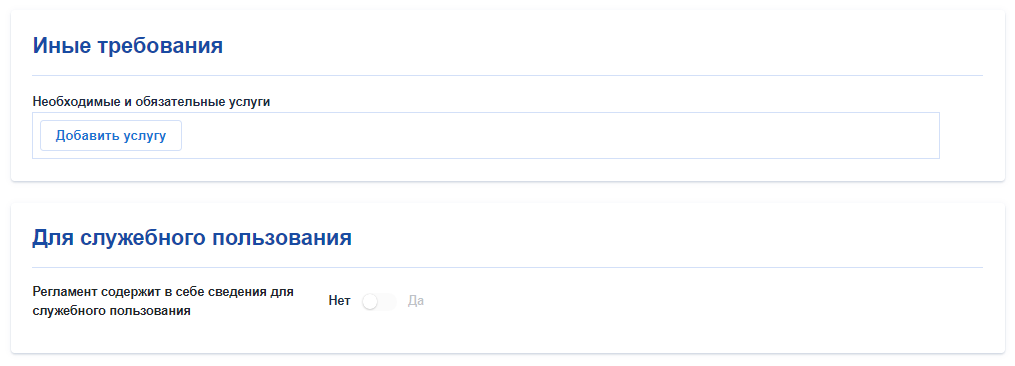 Иные требования
Необходимые и обязательные услуги
Добавить услугу
Для служебного пользования
Регламент содержит в себе сведения для
служебного пользования
Нет Да